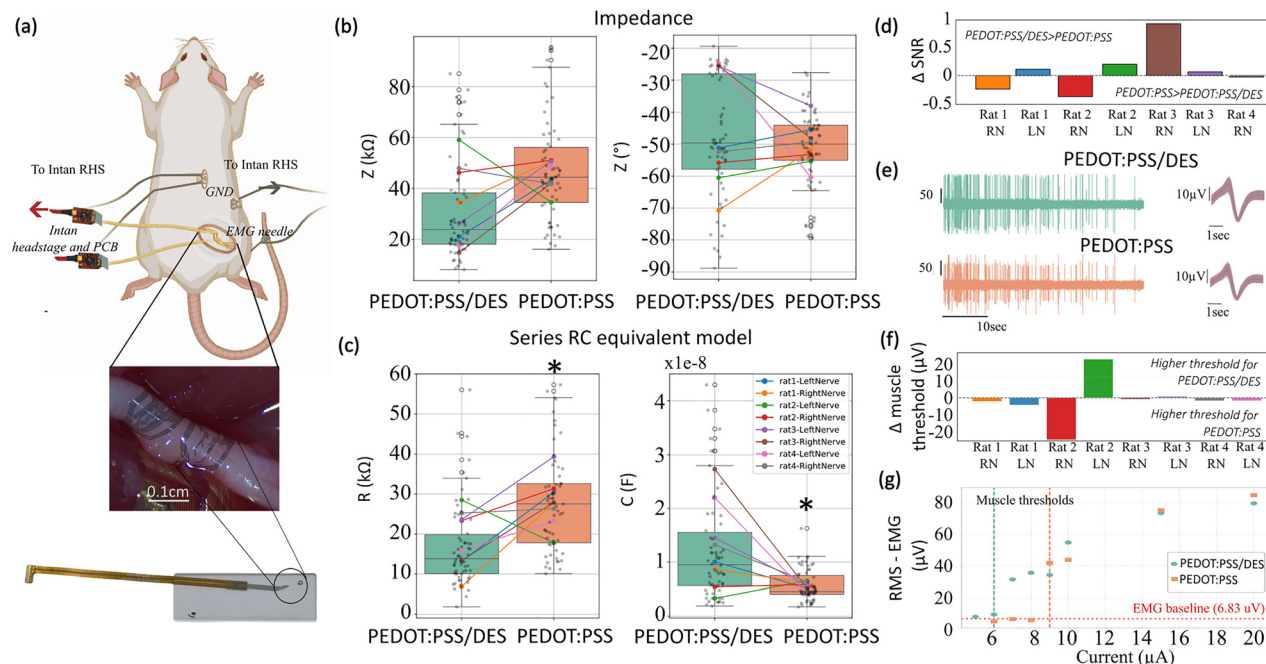 (a)
To Intan RHS
To Intan RHS
GND
Intan
headstage and PCB
EMG needle
0.1cm
(b)
Impedance
Z (kΩ)
80
60
40
20
PEDOT:PSS/DES
PEDOT:PSS
Z (°)
-20
-30
-40
-50
-60
-70
-80
-90
PEDOT:PSS/DES
PEDOT:PSS
(c)
Series RC equivalent model
R (kΩ)
60
50
40
30
20
10
0
*
PEDOT:PSS/DES
PEDOT:PSS
x1e-8
C (F)
4
3
2
1
0
*
rat1-LeftNerve
rat1-RightNerve
rat2-LeftNerve
rat2-RightNerve
rat3-LeftNerve
rat3-RightNerve
rat4-LeftNerve
rat4-RightNerve
PEDOT:PSS/DES
PEDOT:PSS
(d)
Δ SNR
1
0.5
0
-0.5
PEDOT:PSS/DES>PEDOT:PSS
PEDOT:PSS>PEDOT:PSS/DES
Rat 1 Rat 1 Rat 2 Rat 2 Rat 3 Rat 3 Rat 4
RN LN RN LN RN LN RN
(e)
PEDOT:PSS/DES
50
10µV
1sec
PEDOT:PSS
50
10µV
1sec
10sec
(f)
Δ muscle
threshold (µV)
20
10
0
-10
-20
Higher threshold for
PEDOT:PSS/DES
Higher threshold for
PEDOT:PSS
Rat 1 Rat 1 Rat 2 Rat 2 Rat 3 Rat 3 Rat 4 Rat 4
RN LN RN LN RN LN RN LN
(g)
RMS - EMG
(µV)
80
60
40
20
0
Muscle thresholds
PEDOT:PSS/DES
PEDOT:PSS
EMG baseline (6.83 uV)
6 8 10 12 14 16 18 20
Current (µA)